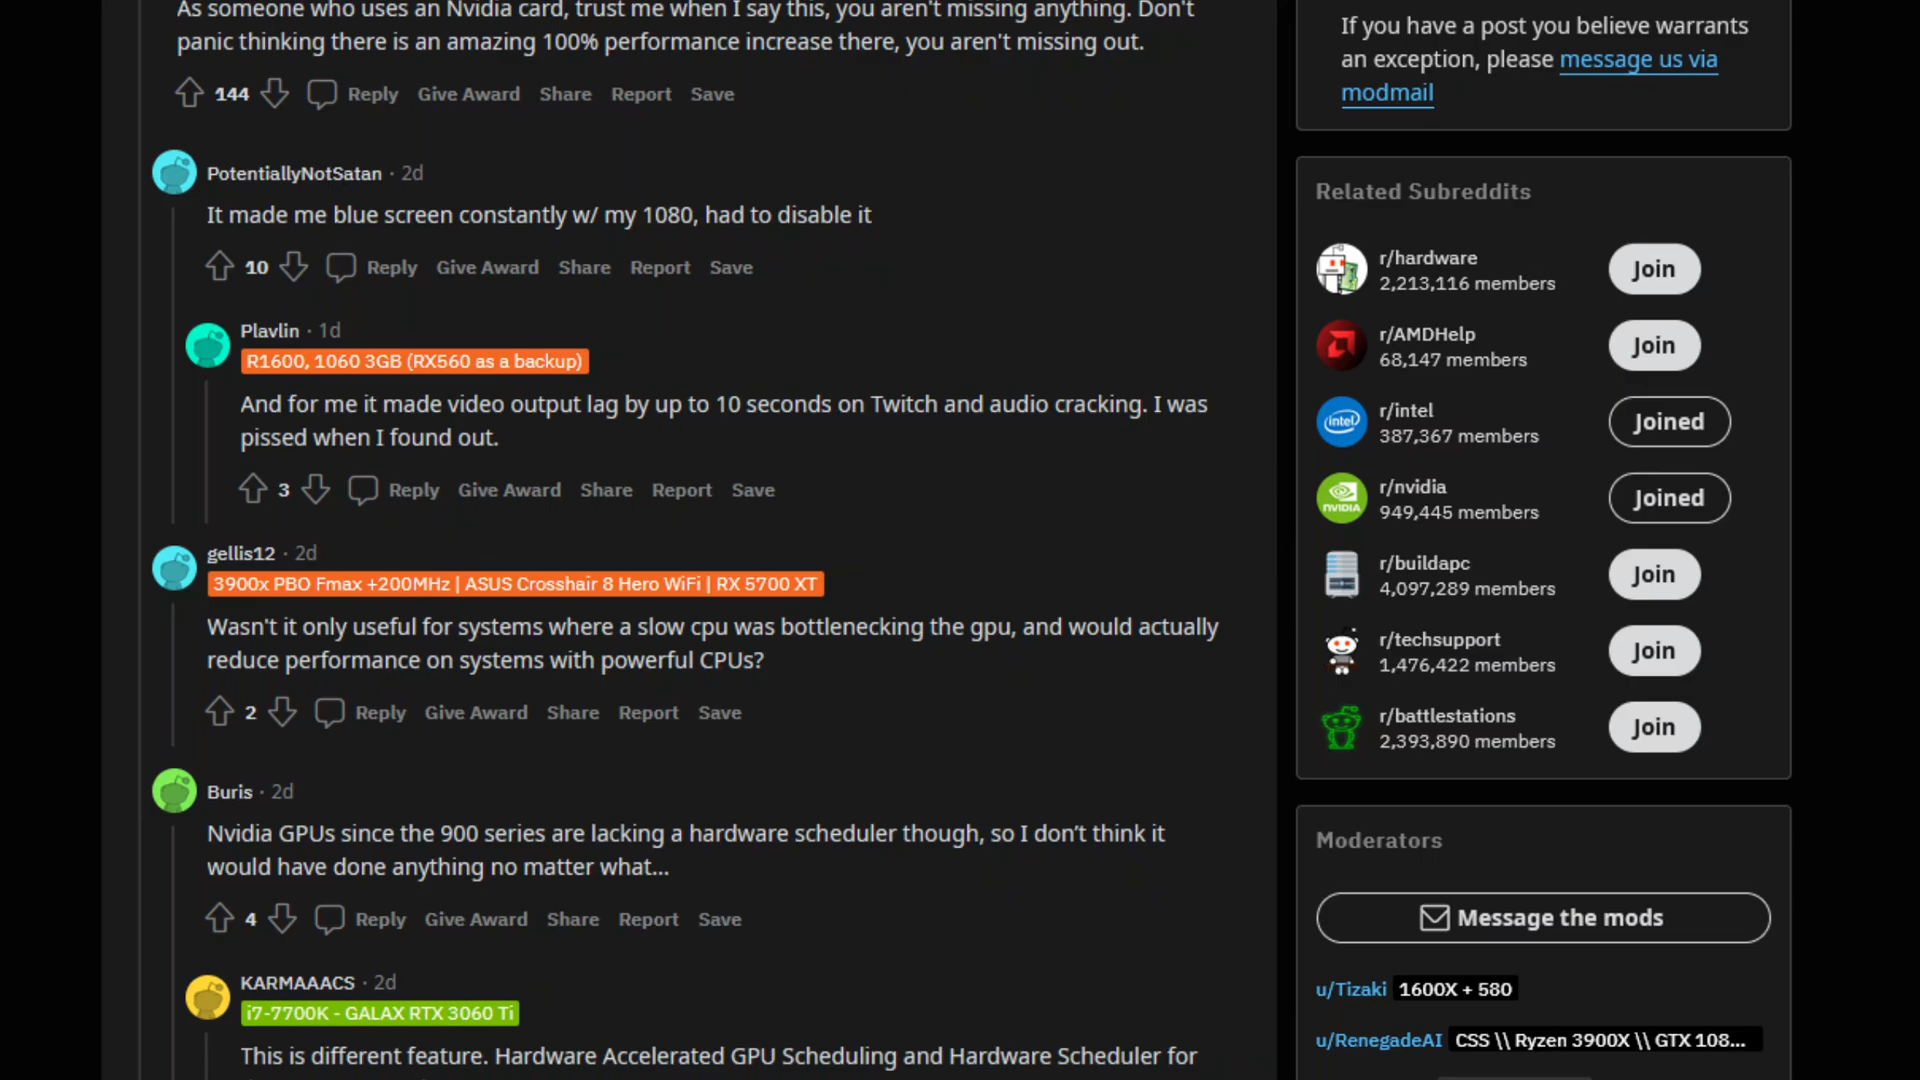 As someone who uses an Nvidia card, trust me when I say this, you aren't missing anything. Don't
panic thinking there is an amazing 100% performance increase there, you aren't missing out.
144 Reply Give Award Share Report Save
PotentiallyNotSatan · 2d
It made me blue screen constantly w/ my 1080, had to disable it
10 Reply Give Award Share Report Save
Plavlin · 1d
R1600, 1060 3GB (RX560 as a backup)
And for me it made video output lag by up to 10 seconds on Twitch and audio cracking. I was
pissed when I found out.
3 Reply Give Award Share Report Save
gellis12 · 2d
3900x PBO Fmax +200MHz | ASUS Crosshair 8 Hero WiFi | RX 5700 XT
Wasn't it only useful for systems where a slow cpu was bottlenecking the gpu, and would actually
reduce performance on systems with powerful CPUs?
2 Reply Give Award Share Report Save
Buris · 2d
Nvidia GPUs since the 900 series are lacking a hardware scheduler though, so I don’t think it
would have done anything no matter what...
4 Reply Give Award Share Report Save
KARMAAACS · 2d
i7-7700K - GALAX RTX 3060 Ti
This is different feature. Hardware Accelerated GPU Scheduling and Hardware Scheduler for
If you have a post you believe warrants
an exception, please message us via
modmail
Related Subreddits
r/hardware
2,213,116 members
Join
r/AMDHelp
68,147 members
Join
intel
r/intel
387,367 members
Joined
NVIDIA
r/nvidia
949,445 members
Joined
r/buildapc
4,097,289 members
Join
r/techsupport
1,476,422 members
Join
r/battlestations
2,393,890 members
Join
Moderators
Message the mods
u/Tizaki 1600X + 580
u/RenegadeAI CSS \\ Ryzen 3900X \\ GTX 108...